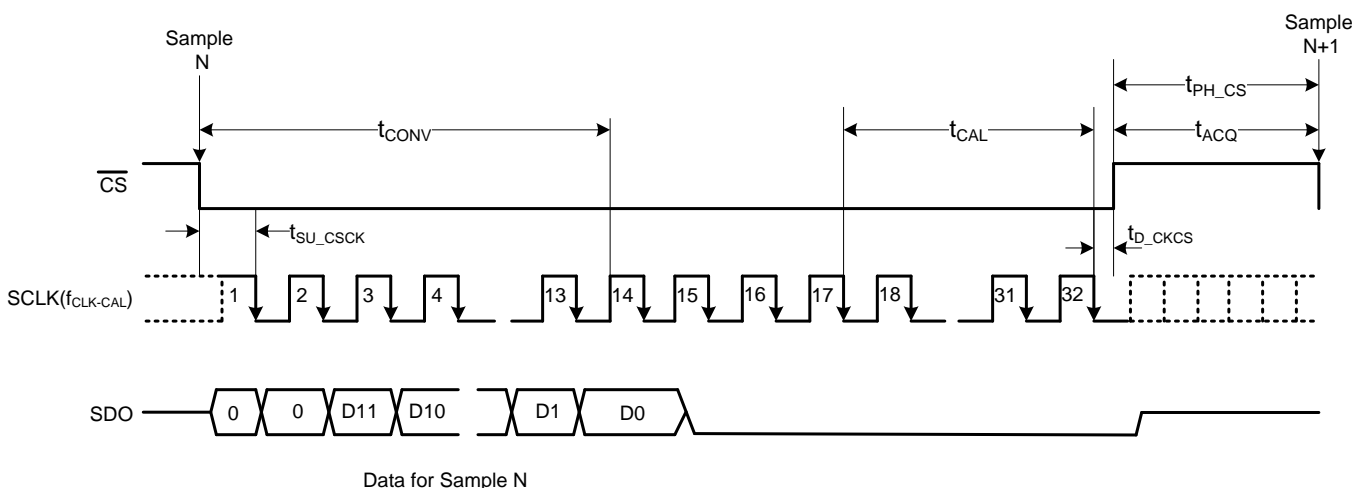 Sample
N
Sample
N+1
tPH_CS
tCONV
tCAL
tACQ
CS
tSU_CSCK
tD_CKCS
SCLK(fCLK-CAL)
1 2 3 4 13 14 15 16 17 18 31 32
SDO
0 0 D11 D10 D1 D0
Data for Sample N